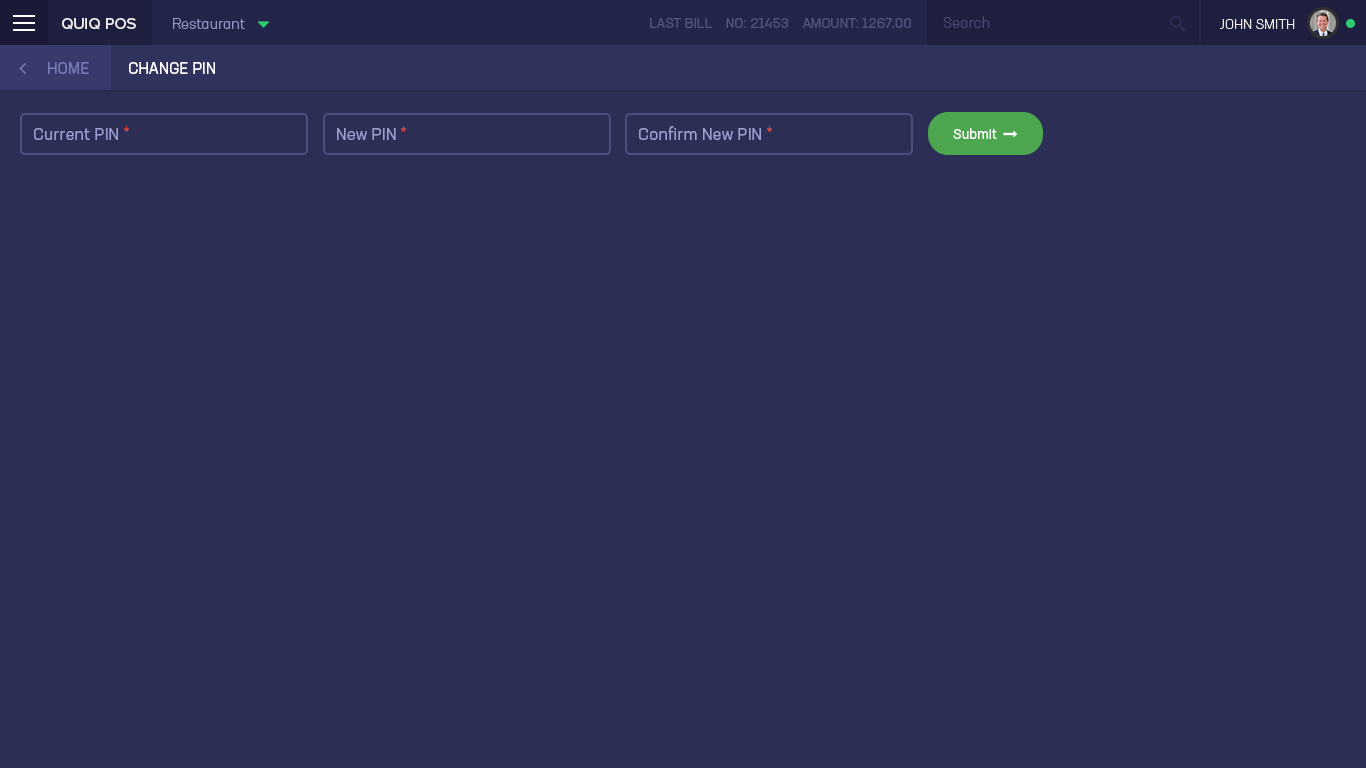 QUIQ POS
Restaurant
LAST BILL NO: 21453 AMOUNT: 1267.00
Search
JOHN SMITH
HOME
CHANGE PIN
Current PIN *
New PIN *
Confirm New PIN *
Submit